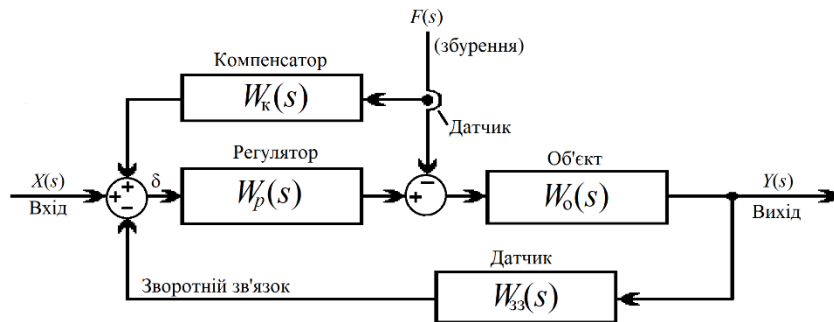 F(s)
(збурення)
Компенсатор
Wк(s)
Датчик
Регулятор
Об'єкт
X(s)
+
+
−
δ
Wр(s)
+
−
Wо(s)
Y(s)
Вхід
Вихід
Датчик
Зворотній зв'язок
Wзз(s)